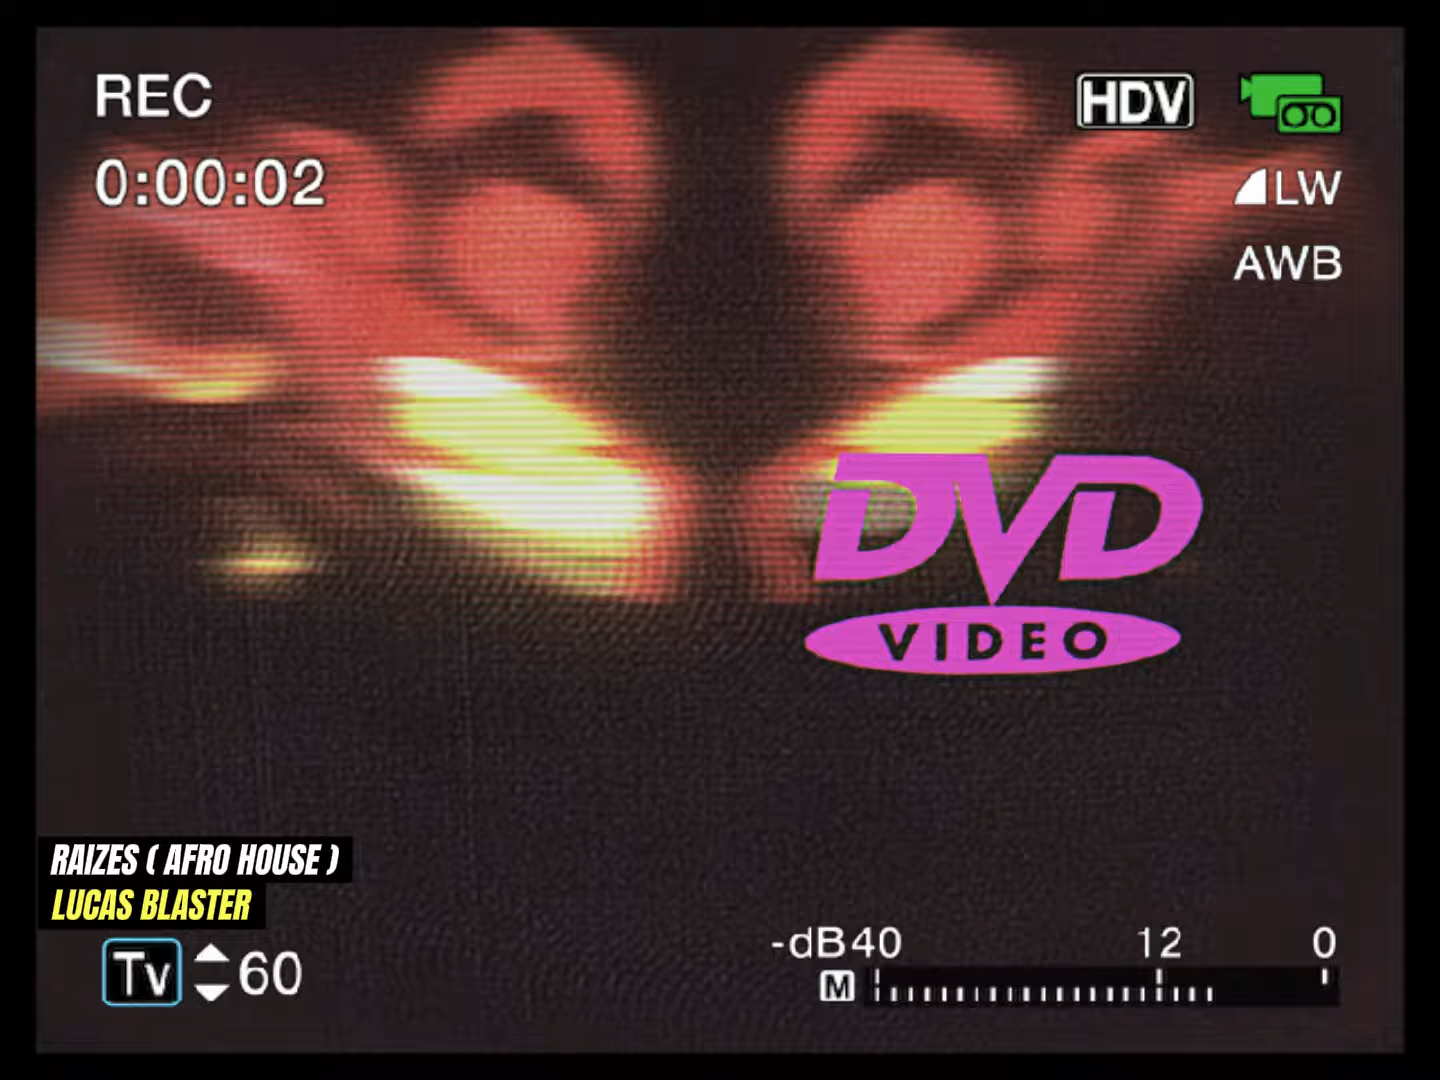 REC
HDV
0:00:02
LW
AWB
DVD
VIDEO
RAIZES ( AFRO HOUSE )
LUCAS BLASTER
Tv 60
-dB40 12 0
M